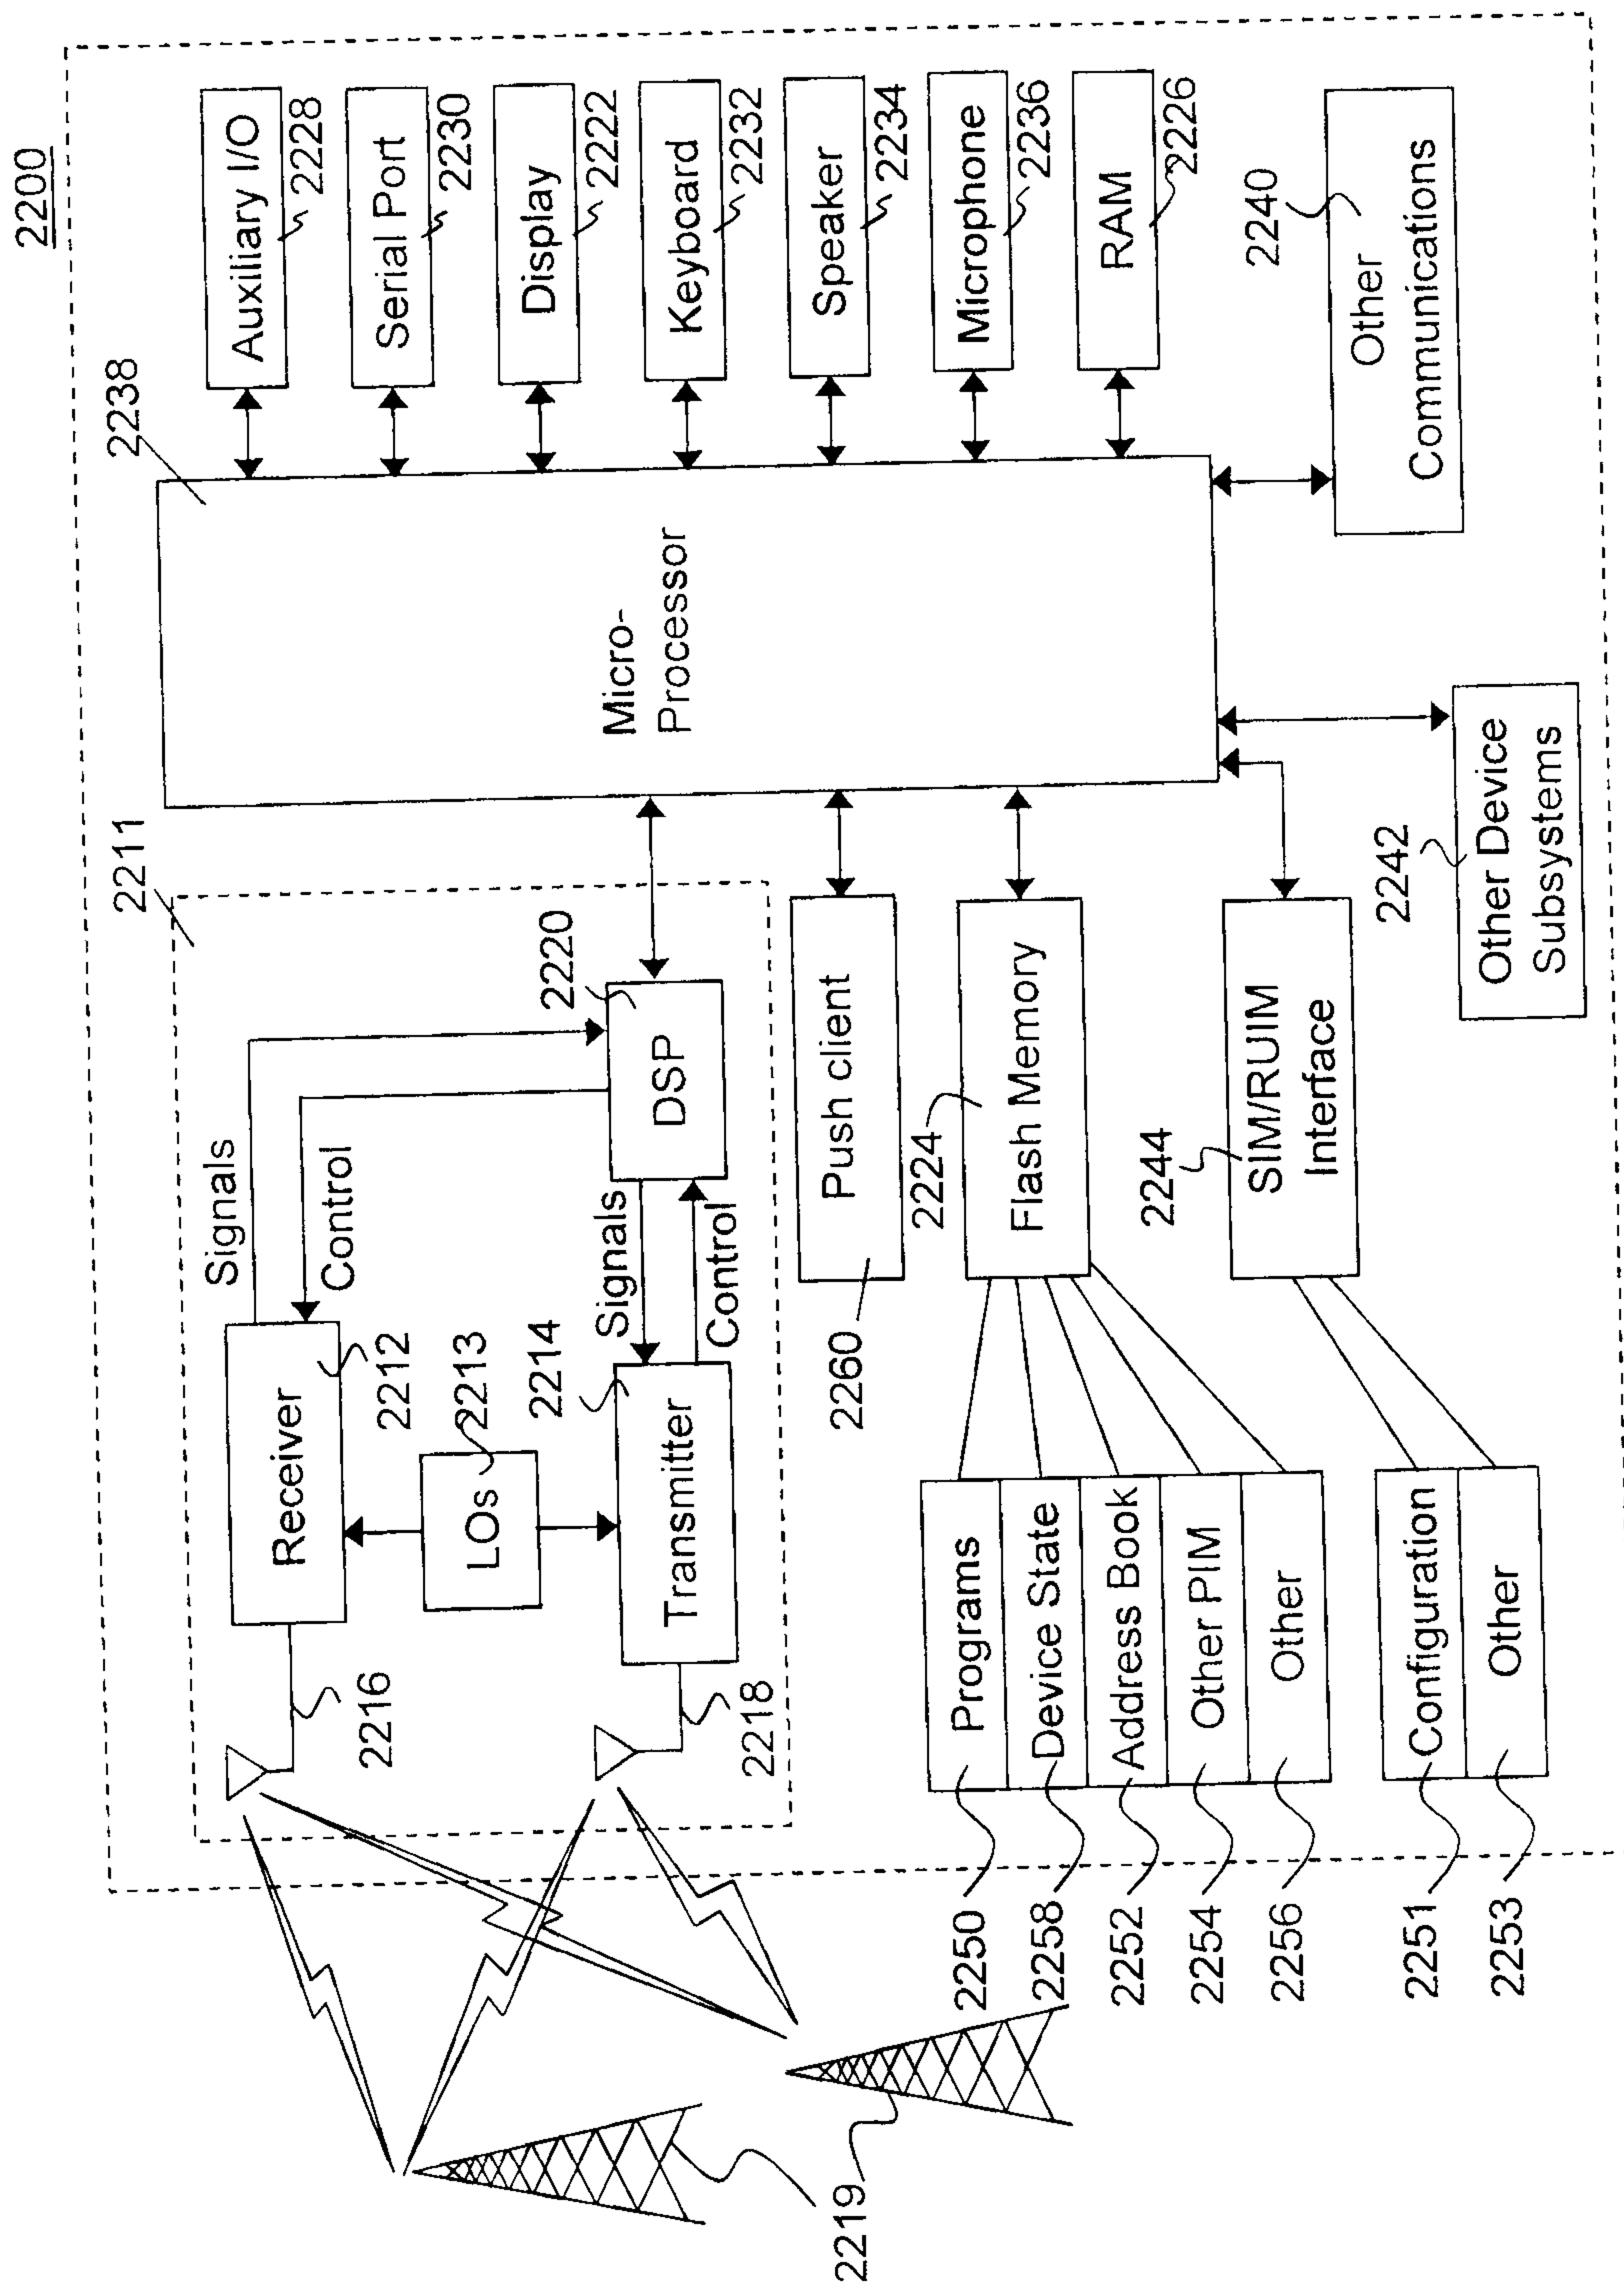 2200
2211
2238
Signals
Control
Receiver
2212
2216
LOs
2213
2214
Transmitter
2218
Signals
Control
DSP
2220
Micro-
Processor
Auxiliary I/O
2228
Serial Port
2230
Display
2222
Keyboard
2232
Speaker
2234
Microphone
2236
RAM
2226
Other
Communications
2240
Push client
2260
Flash Memory
2224
SIM/RUIM
Interface
2244
Other Device
Subsystems
2242
Programs
Device State
Address Book
Other PIM
Other
Configuration
Other
2250
2258
2252
2254
2256
2251
2253
2219